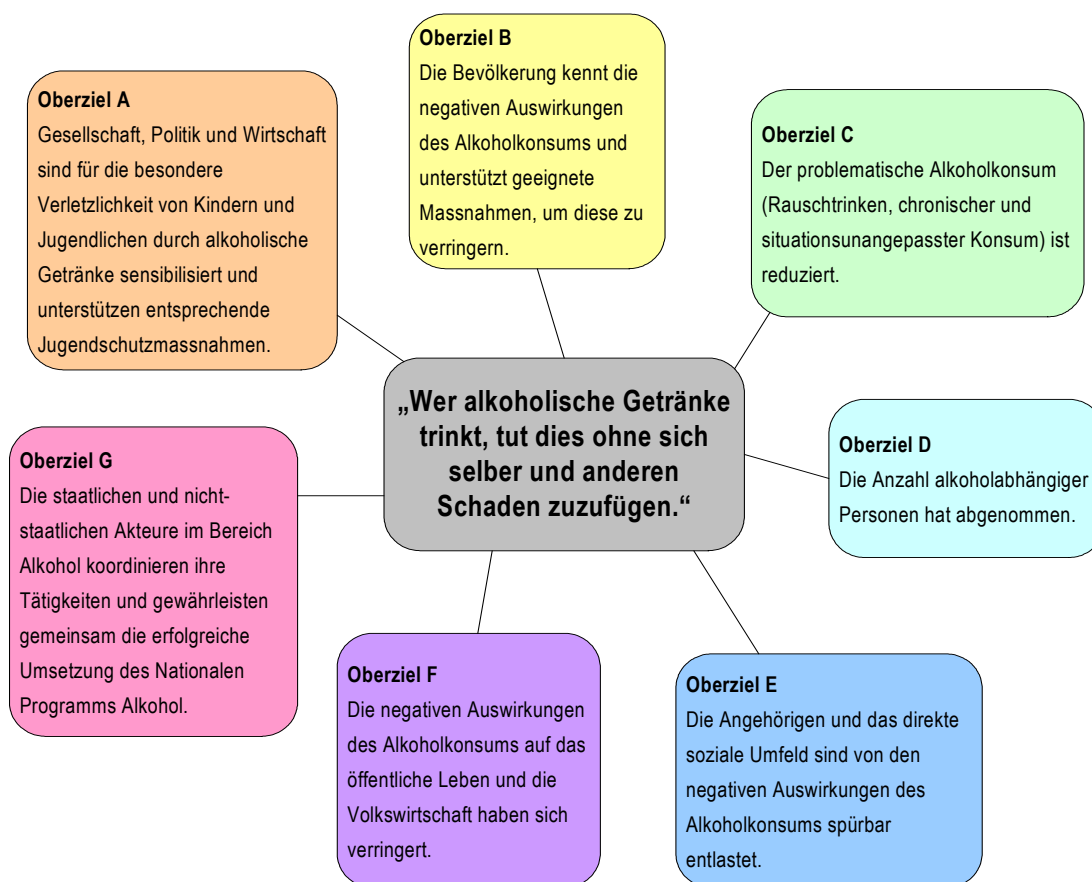 Oberziel A
Gesellschaft, Politik und Wirtschaft
sind für die besondere
Verletzlichkeit von Kindern und
Jugendlichen durch alkoholische
Getränke sensibilisiert und
unterstützen entsprechende
Jugendschutzmassnahmen.
Oberziel B
Die Bevölkerung kennt die
negativen Auswirkungen
des Alkoholkonsums und
unterstützt geeignete
Massnahmen, um diese zu
verringern.
Oberziel C
Der problematische Alkoholkonsum
(Rauschtrinken, chronischer und
situationsunangepasster Konsum) ist
reduziert.
„Wer alkoholische Getränke
trinkt, tut dies ohne sich
selber und anderen
Schaden zuzufügen.“
Oberziel D
Die Anzahl alkoholabhängiger
Personen hat abgenommen.
Oberziel G
Die staatlichen und nicht-
staatlichen Akteure im Bereich
Alkohol koordinieren ihre
Tätigkeiten und gewährleisten
gemeinsam die erfolgreiche
Umsetzung des Nationalen
Programms Alkohol.
Oberziel F
Die negativen Auswirkungen
des Alkoholkonsums auf das
öffentliche Leben und die
Volkswirtschaft haben sich
verringert.
Oberziel E
Die Angehörigen und das direkte
soziale Umfeld sind von den
negativen Auswirkungen des
Alkoholkonsums spürbar
entlastet.